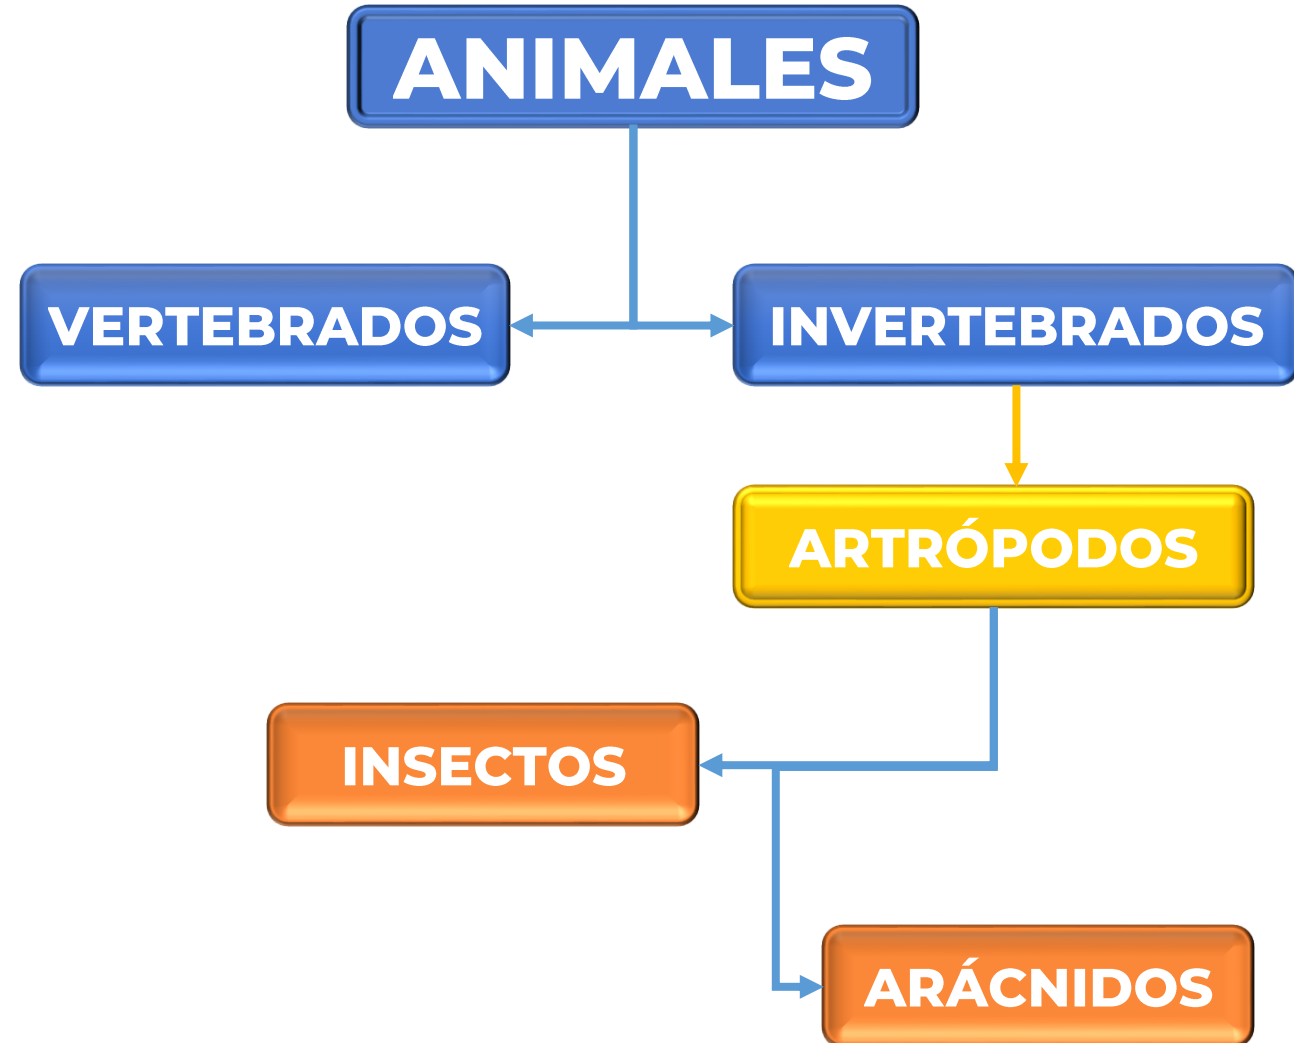 ANIMALES
VERTEBRADOS
INVERTEBRADOS
ARTRÓPODOS
INSECTOS
ARÁCNIDOS